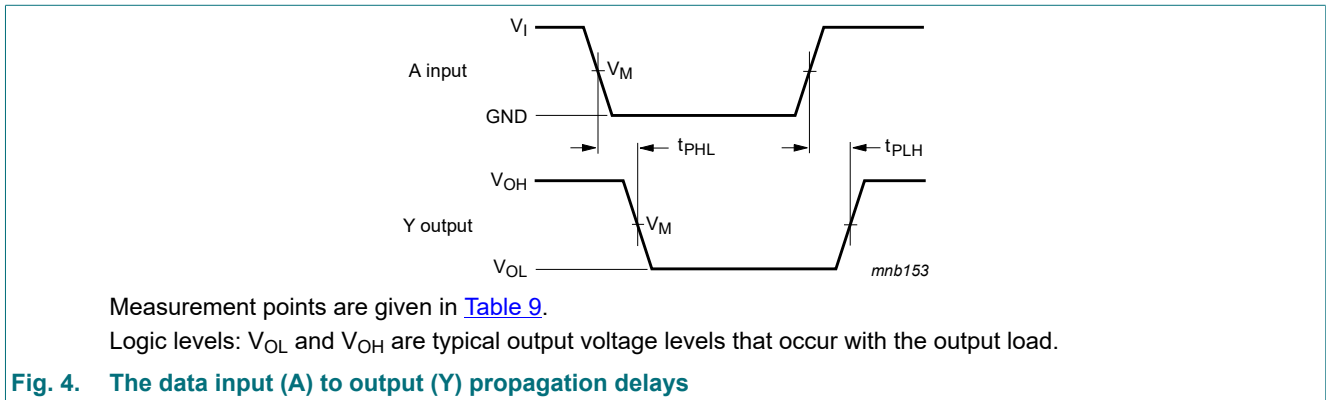 V_I
A input
V_M
GND
t_PHL
t_PLH
V_OH
Y output
V_M
V_OL
mnb153
Measurement points are given in Table 9.
Logic levels: V_OL and V_OH are typical output voltage levels that occur with the output load.
Fig. 4. The data input (A) to output (Y) propagation delays